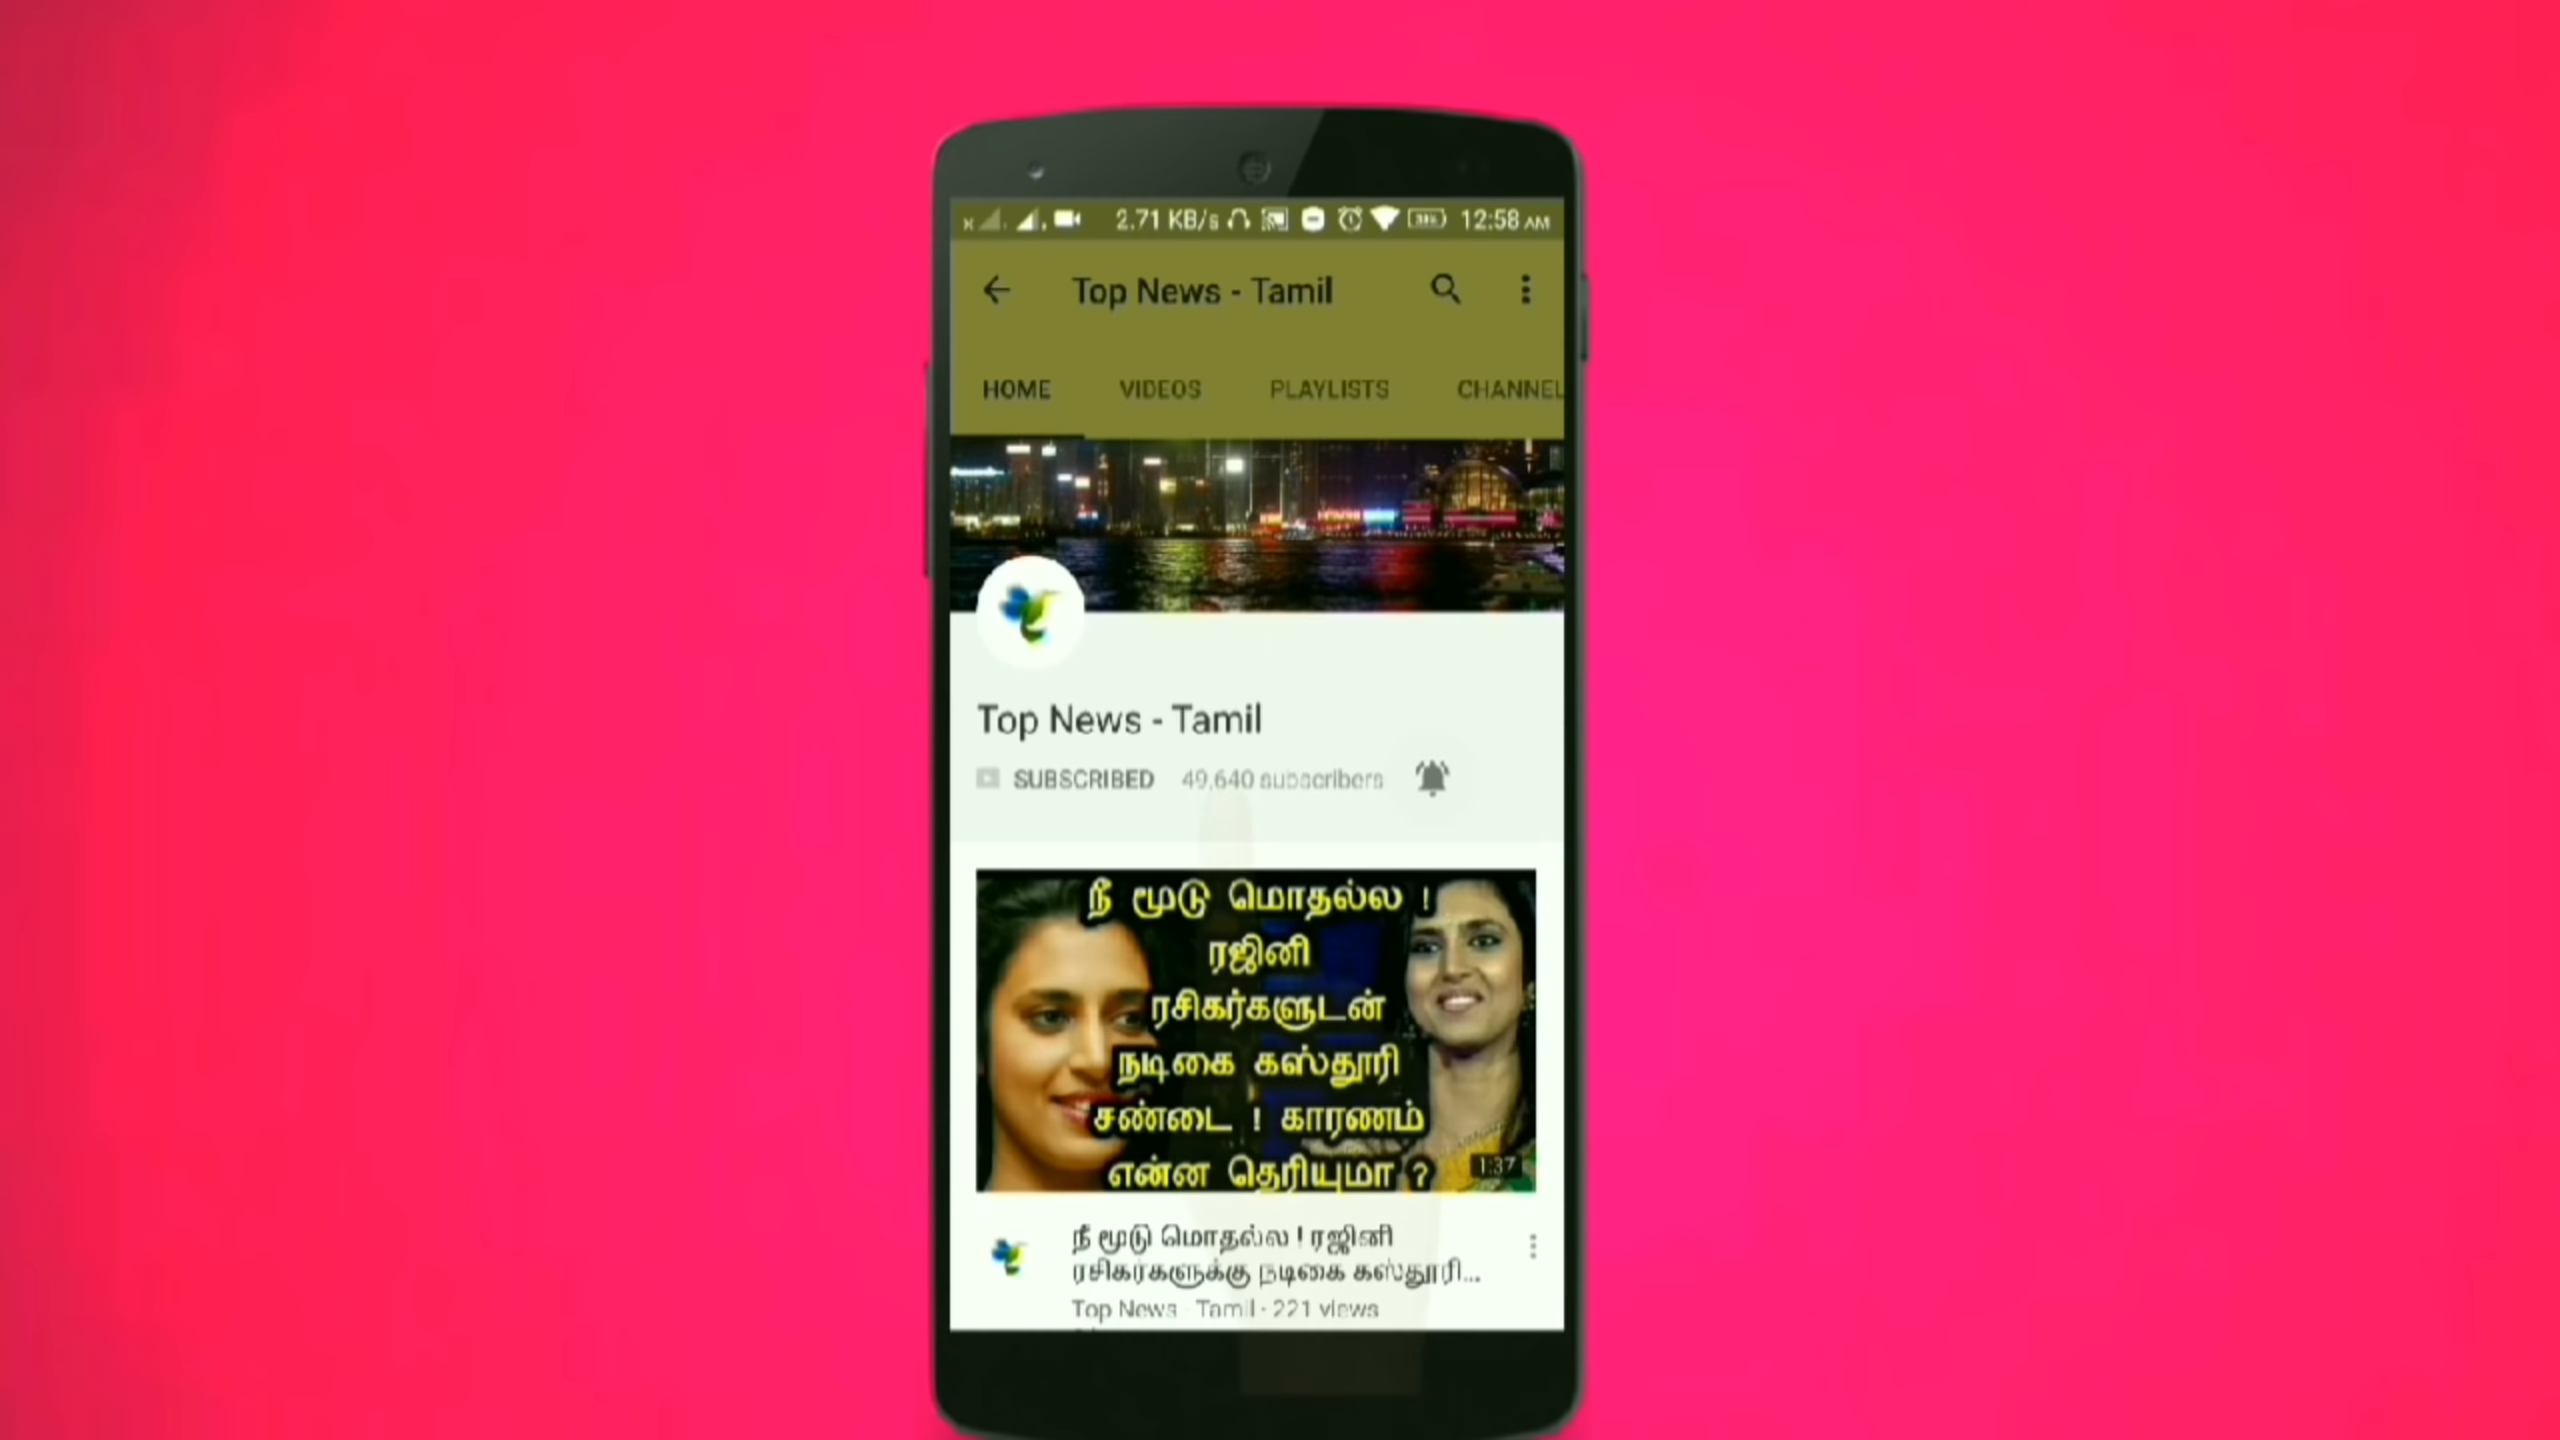 2.71 KB/s 12:58 AM
Top News - Tamil
HOME VIDEOS PLAYLISTS CHANNEL
Top News - Tamil
SUBSCRIBED 49,640 subscribers
நீ மூடு மொதல்ல !
ரஜினி
ரசிகர்களுடன்
நடிகை கஸ்தூரி
சண்டை ! காரணம்
என்ன தெரியுமா ?
1:37
நீ மூடு மொதல்ல ! ரஜினி
ரசிகர்களுக்கு நடிகை கஸ்தூரி...
Top News - Tamil · 221 views